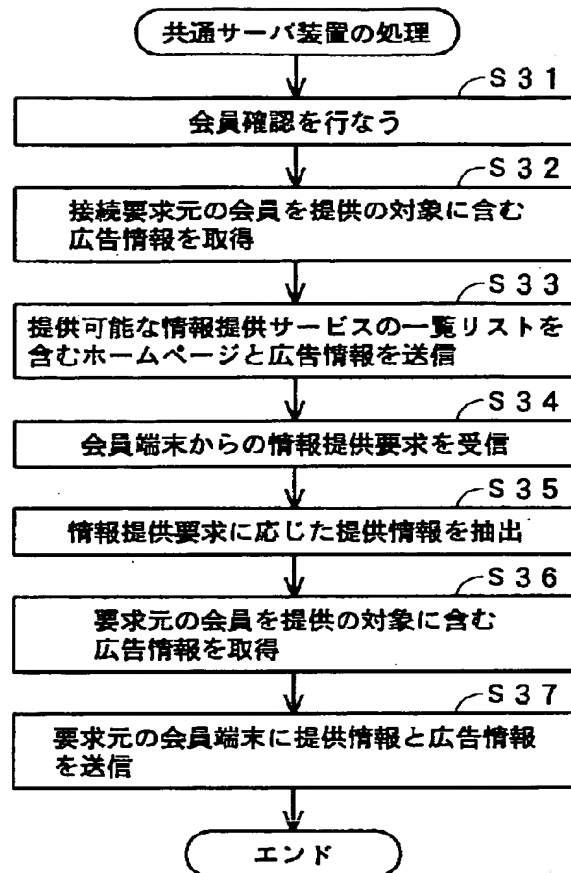 共通サーバ装置の処理
S31
会員確認を行なう
S32
接続要求元の会員を提供の対象に含む
広告情報を取得
S33
提供可能な情報提供サービスの一覧リストを
含むホームページと広告情報を送信
S34
会員端末からの情報提供要求を受信
S35
情報提供要求に応じた提供情報を抽出
S36
要求元の会員を提供の対象に含む
広告情報を取得
S37
要求元の会員端末に提供情報と広告情報
を送信
エンド